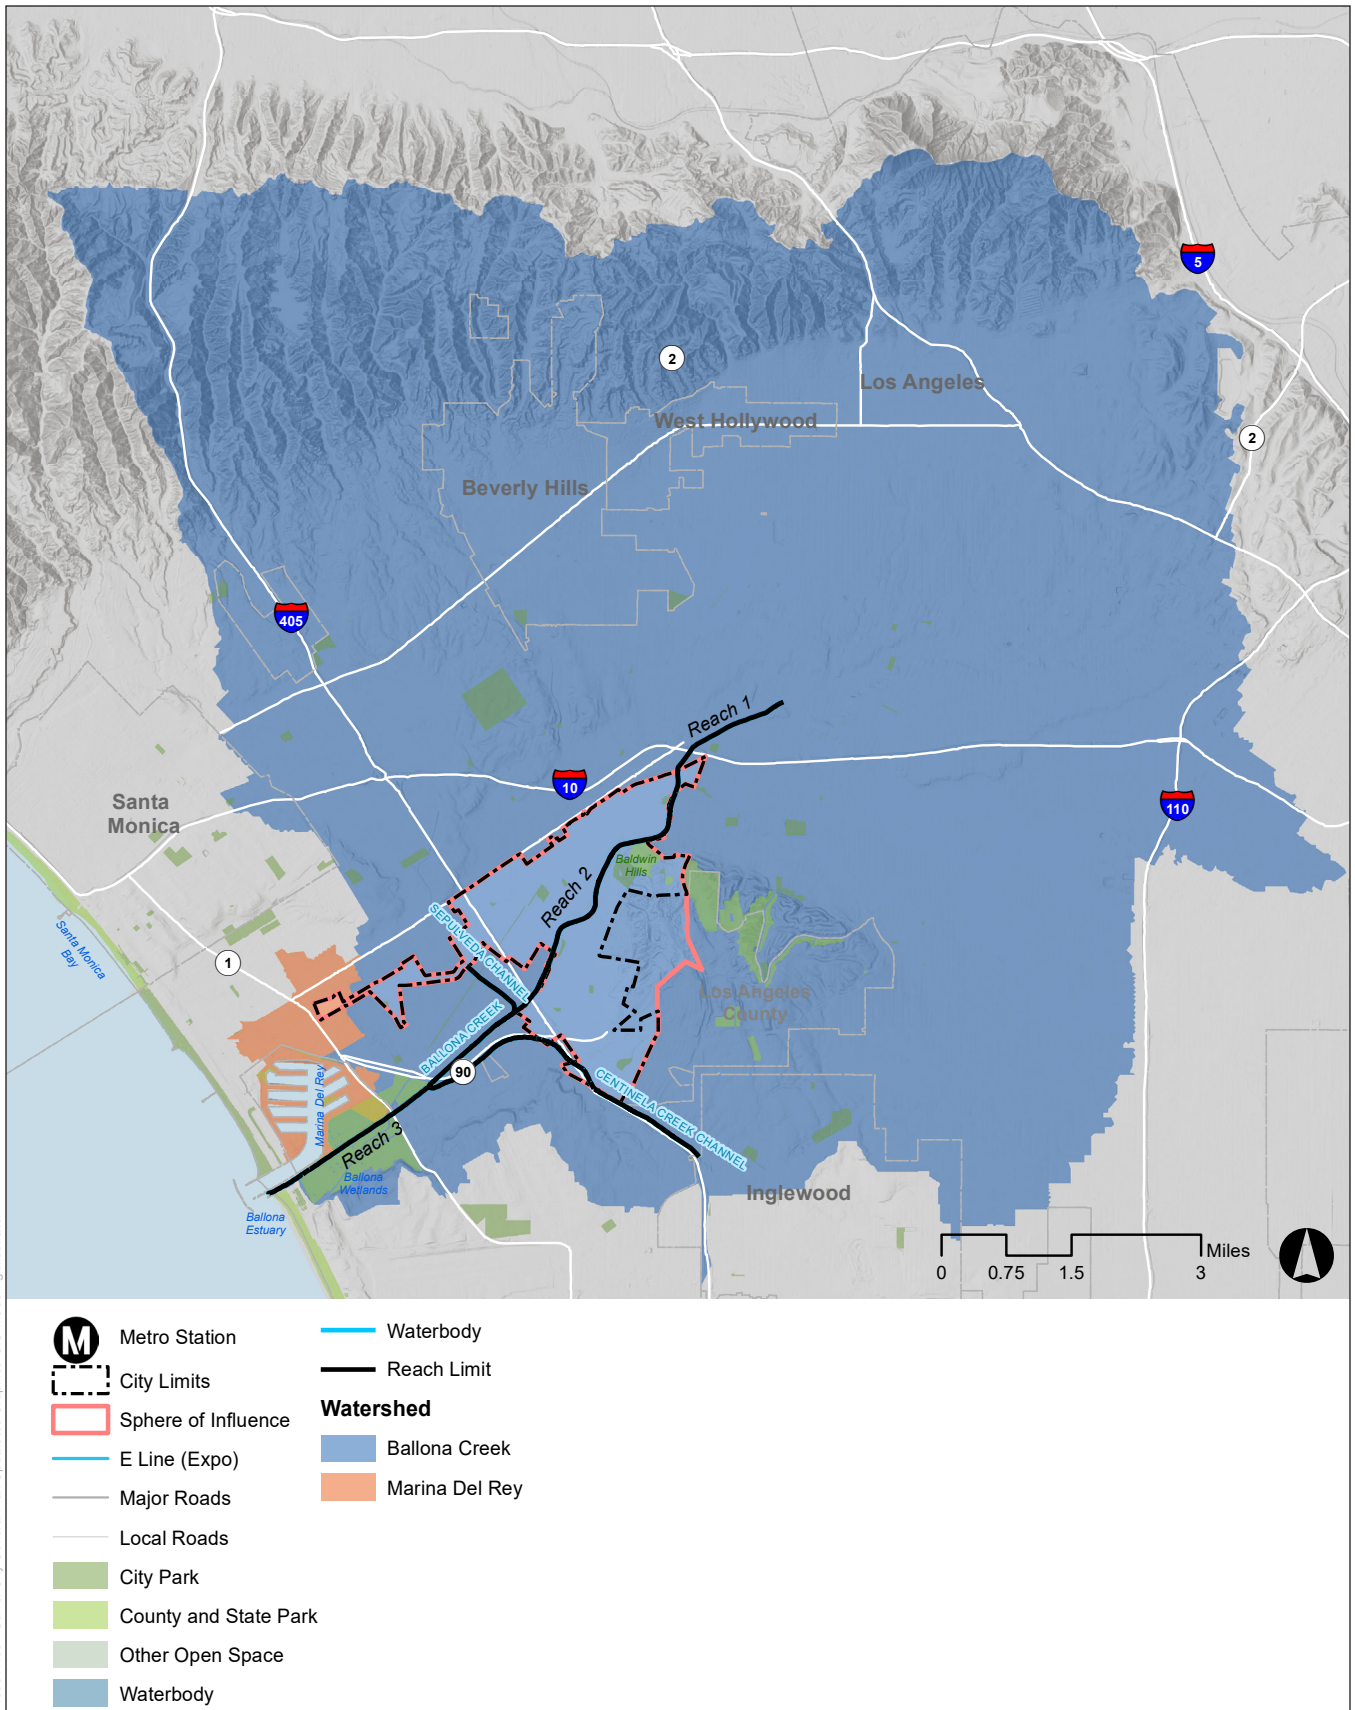 5
2
Los Angeles
West Hollywood
2
Beverly Hills
405
Reach 1
10
Santa
Monica
110
Baldwin
Hills
Reach 2
SEPULVEDA CHANNEL
Santa Monica
Bay
1
Los Angeles
County
BALLONA CREEK
90
Marina Del Rey
CENTINELA CREEK CHANNEL
Reach 3
Ballona
Wetlands
Inglewood
Ballona
Estuary
Miles
0 0.75 1.5 3
M Metro Station
City Limits
Sphere of Influence
E Line (Expo)
Major Roads
Local Roads
City Park
County and State Park
Other Open Space
Waterbody
Waterbody
Reach Limit
Watershed
Ballona Creek
Marina Del Rey